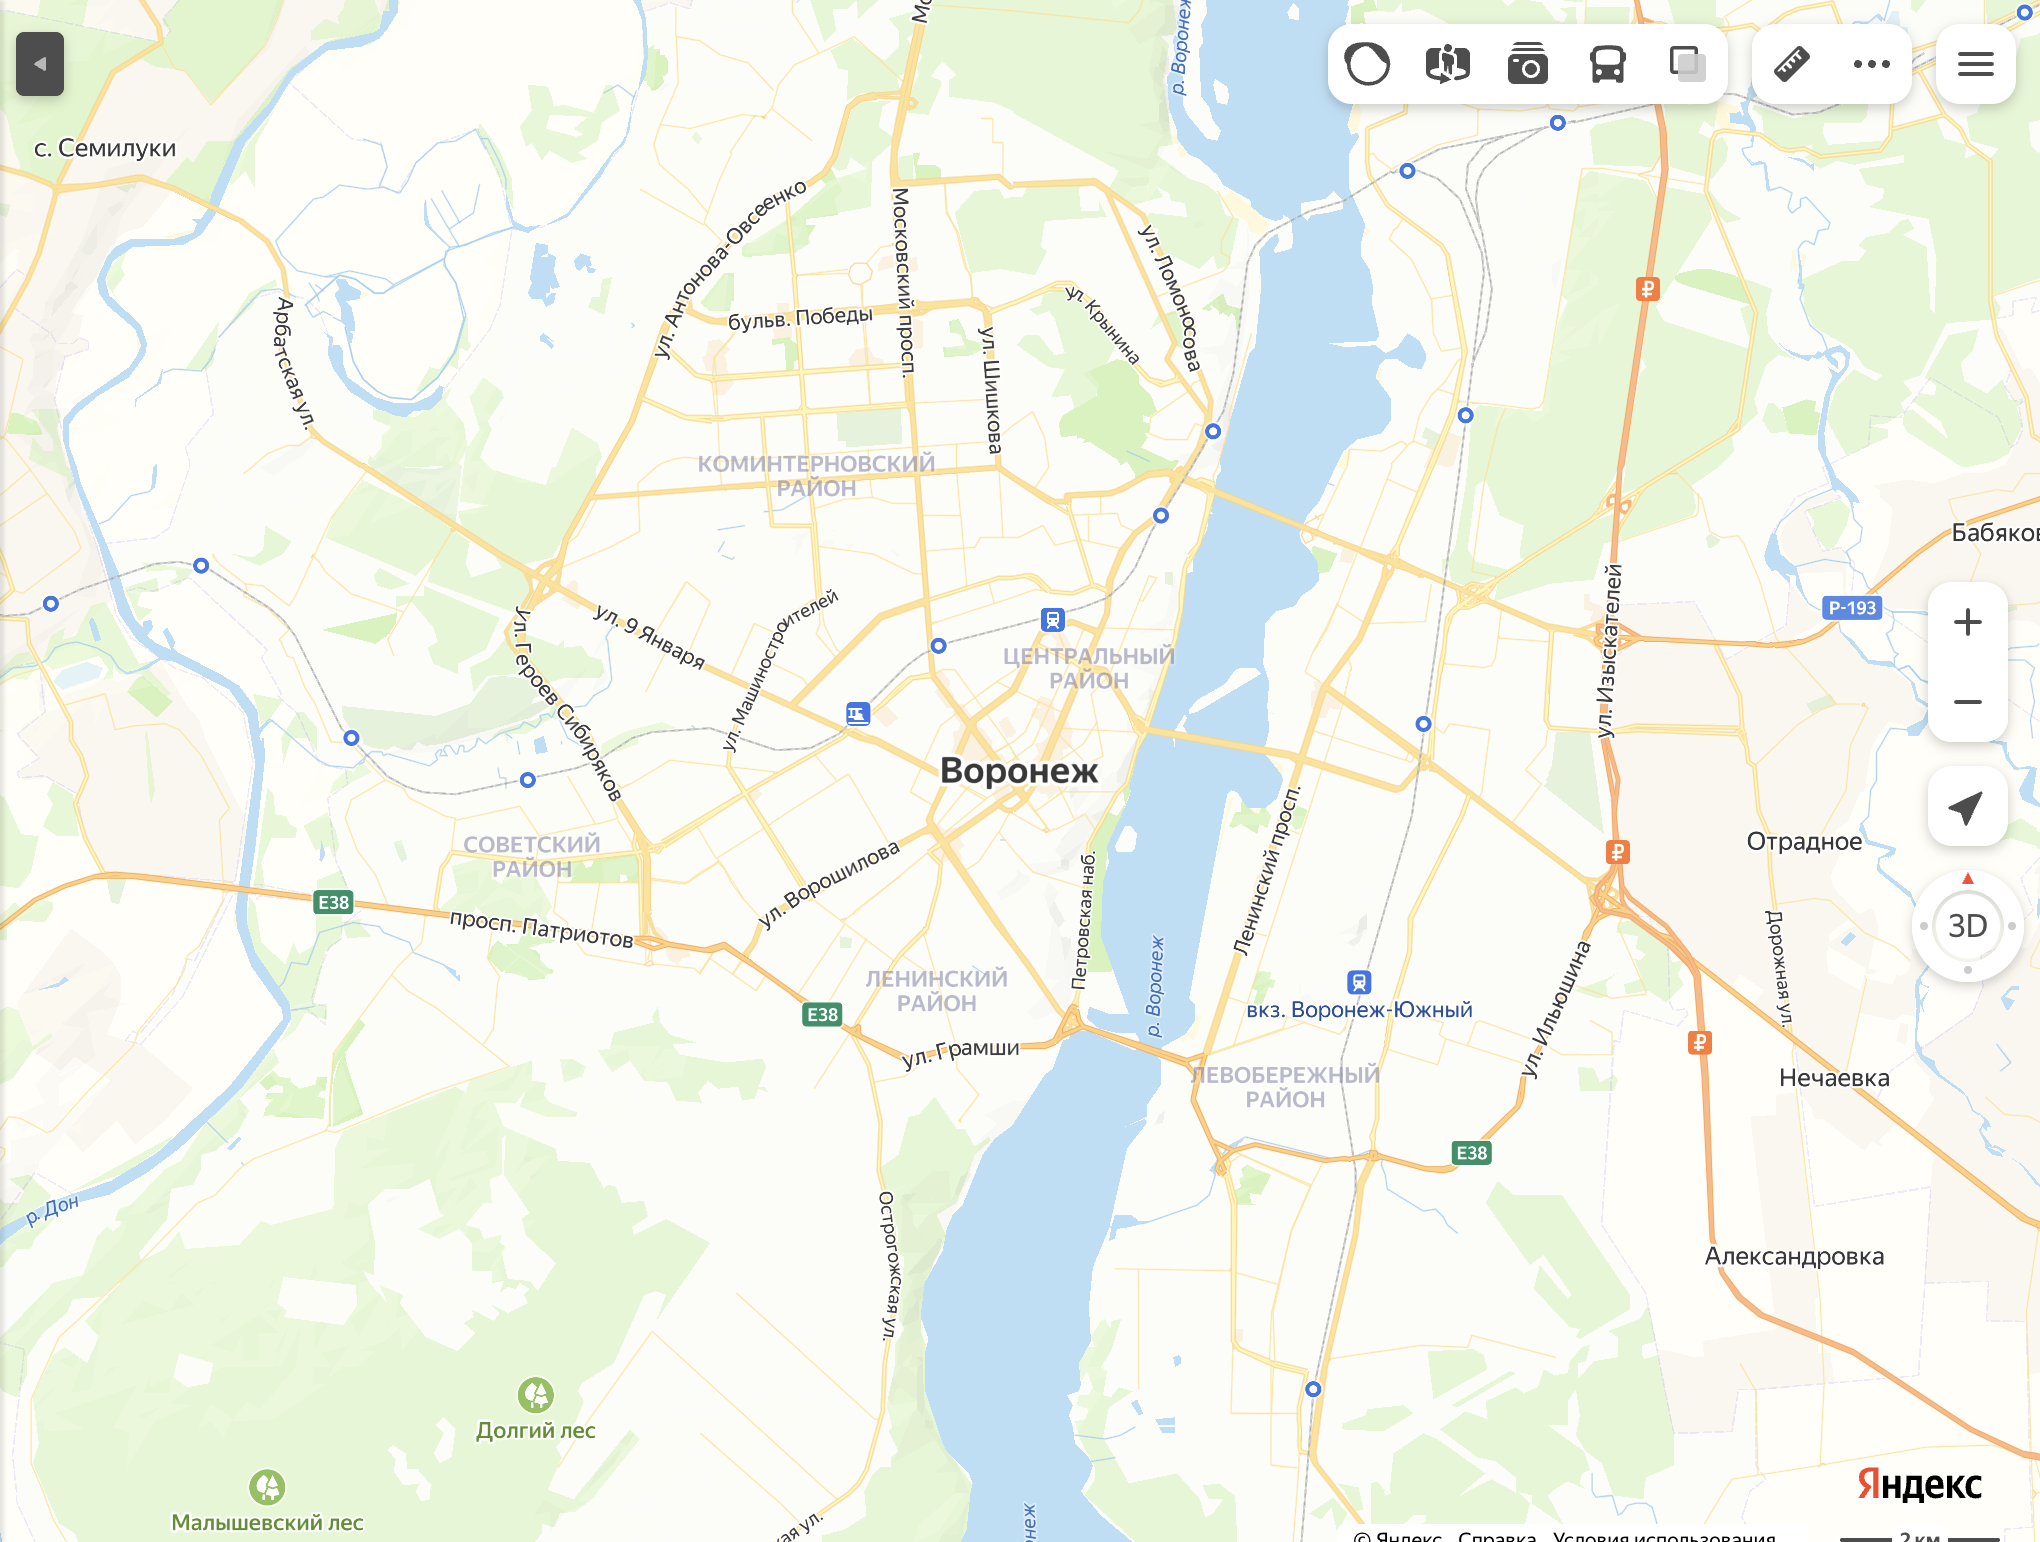 р. Воронеж
с. Семилуки
ул. Антонова-Овсеенко
Московский просп.
ул. Ломоносова
ул. Крынина
бульв. Победы
ул. Шишкова
Арбатская ул.
КОМИНТЕРНОВСКИЙ
РАЙОН
Бабяков
Р-193
ул. Изыскателей
ул. 9 Января
ул. Машиностроителей
ул. Героев Сибиряков
ЦЕНТРАЛЬНЫЙ
РАЙОН
Воронеж
СОВЕТСКИЙ
РАЙОН
Отрадное
ул. Ворошилова
Петровская наб.
Ленинский просп.
E38
просп. Патриотов
3D
Дорожная ул.
р. Воронеж
ул. Ильюшина
ЛЕНИНСКИЙ
РАЙОН
E38
вкз. Воронеж-Южный
ул. Грамши
ЛЕВОБЕРЕЖНЫЙ
РАЙОН
Нечаевка
E38
р. Дон
Острогожская ул.
Александровка
Долгий лес
Малышевский лес
Яндекс
© Яндекс Справка Условия использования
2 км